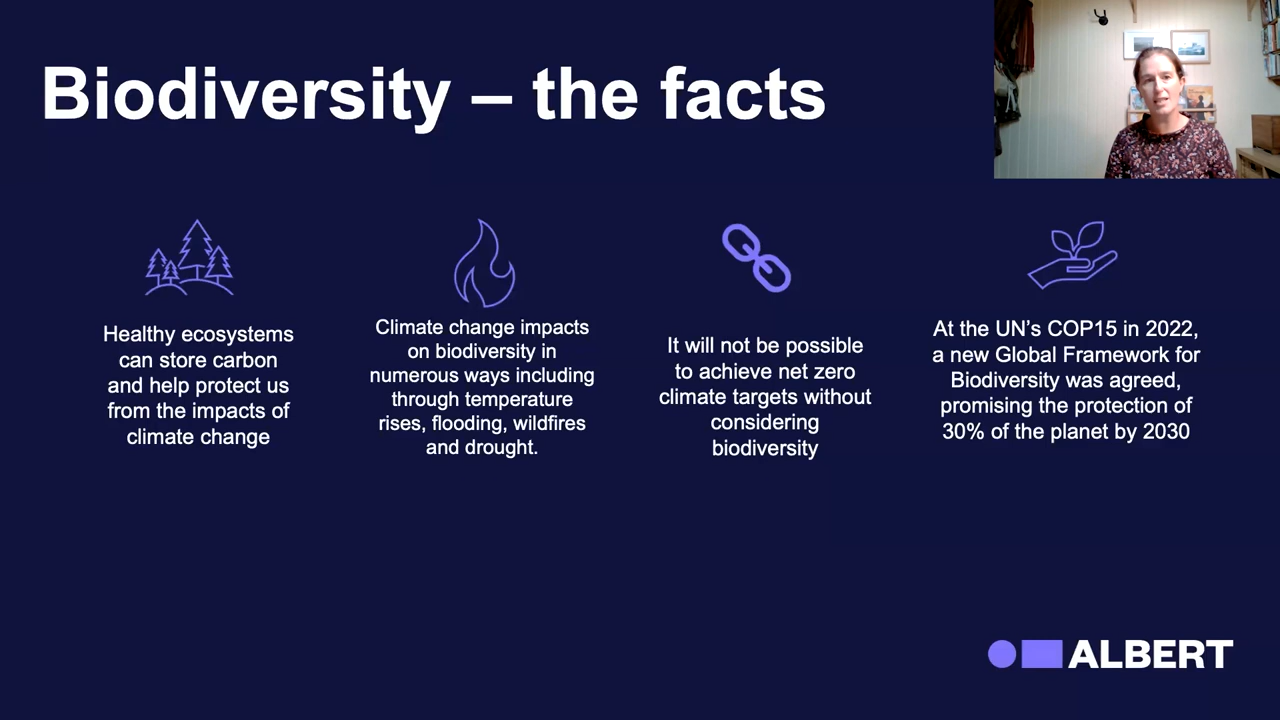 Biodiversity – the facts
Healthy ecosystems
can store carbon
and help protect us
from the impacts of
climate change
Climate change impacts
on biodiversity in
numerous ways including
through temperature
rises, flooding, wildfires
and drought.
It will not be possible
to achieve net zero
climate targets without
considering
biodiversity
At the UN’s COP15 in 2022,
a new Global Framework for
Biodiversity was agreed,
promising the protection of
30% of the planet by 2030
ALBERT